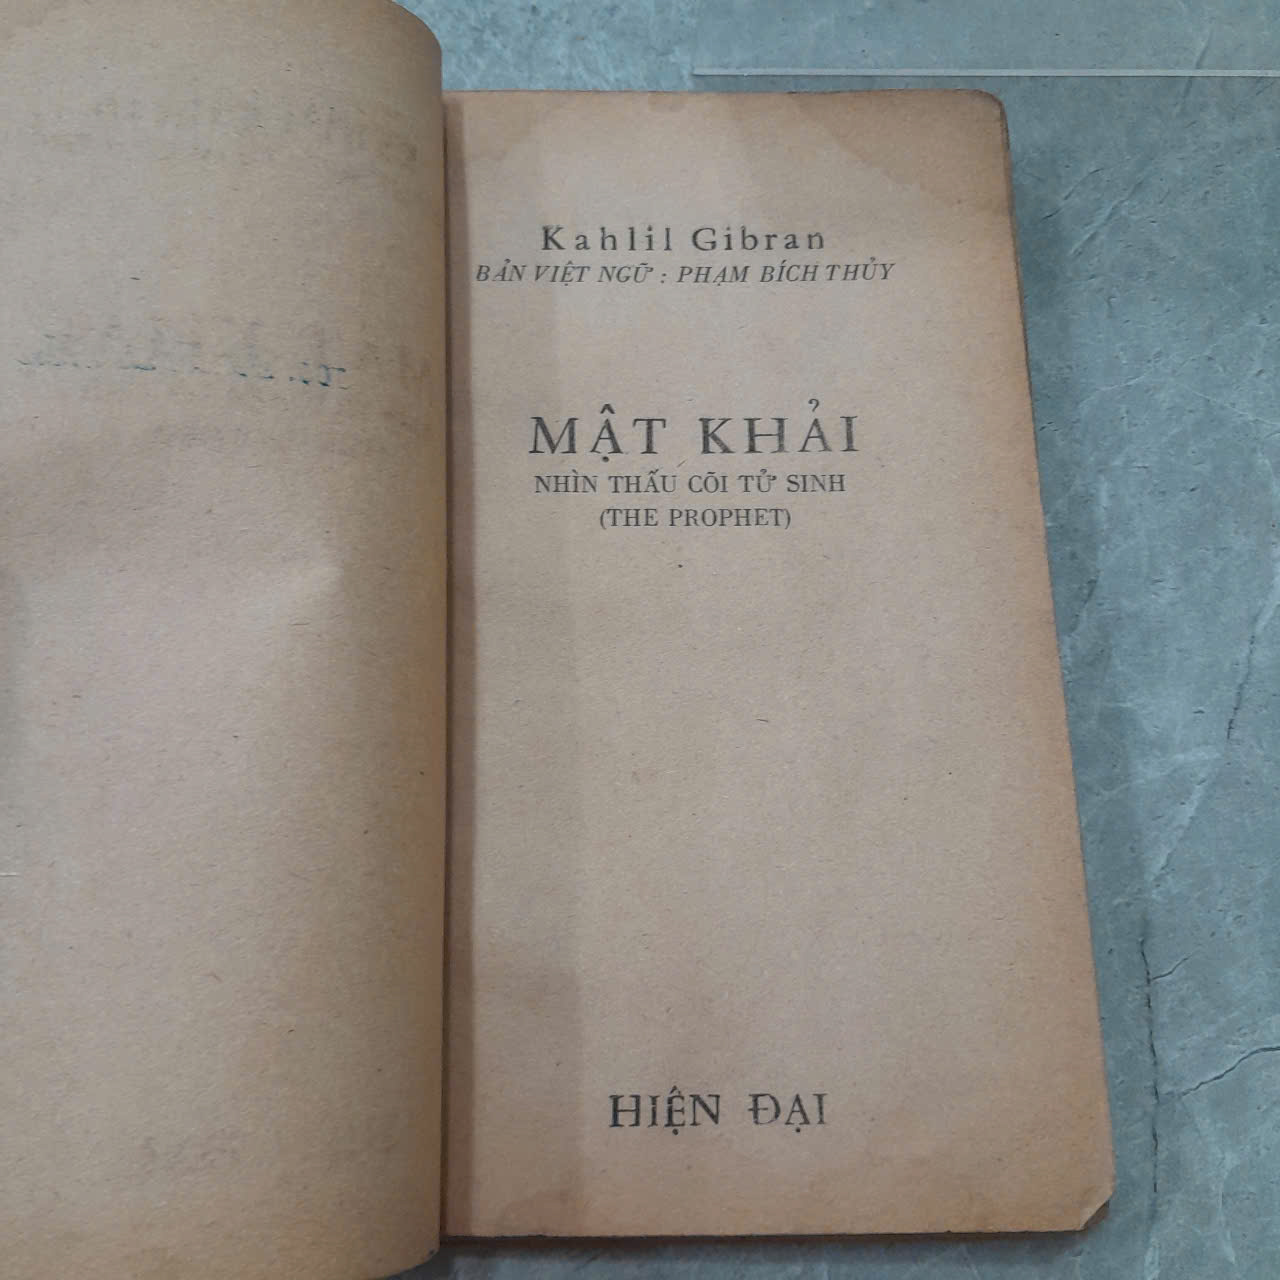 Kahlil Gibran
BẢN VIỆT NGỮ : PHẠM BÍCH THỦY
MẬT KHẢI
NHÌN THẤU CÕI TỬ SINH
(THE PROPHET)
HIỆN ĐẠI